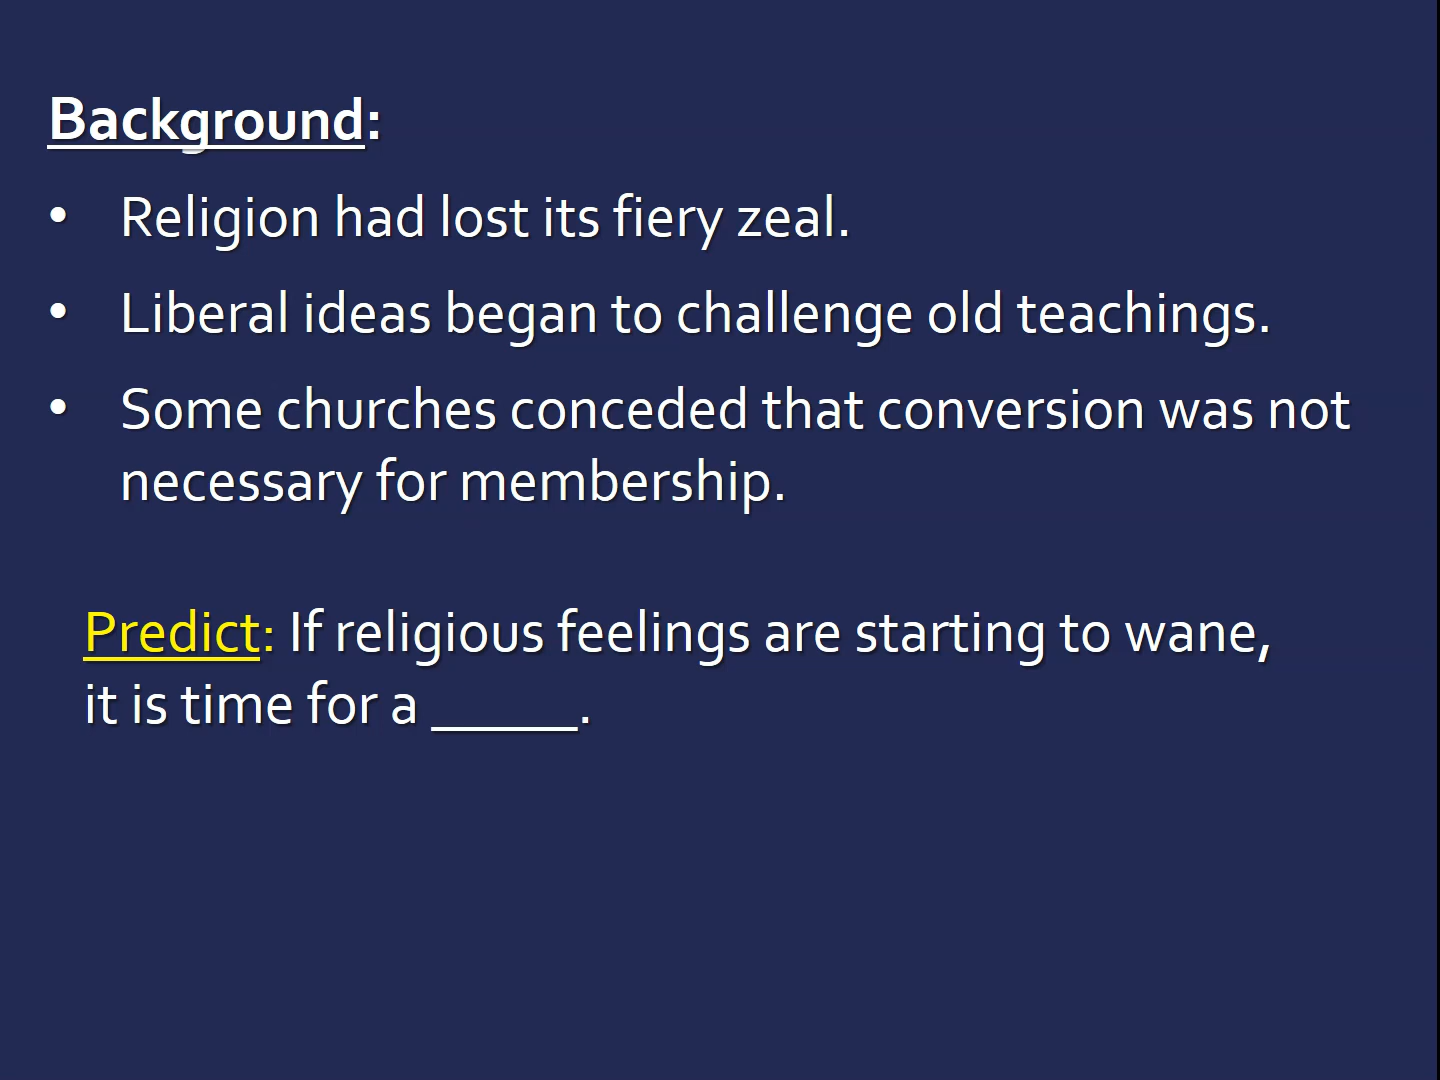 Background:
• Religion had lost its fiery zeal.
• Liberal ideas began to challenge old teachings.
• Some churches conceded that conversion was not
necessary for membership.
Predict: If religious feelings are starting to wane,
it is time for a _____.